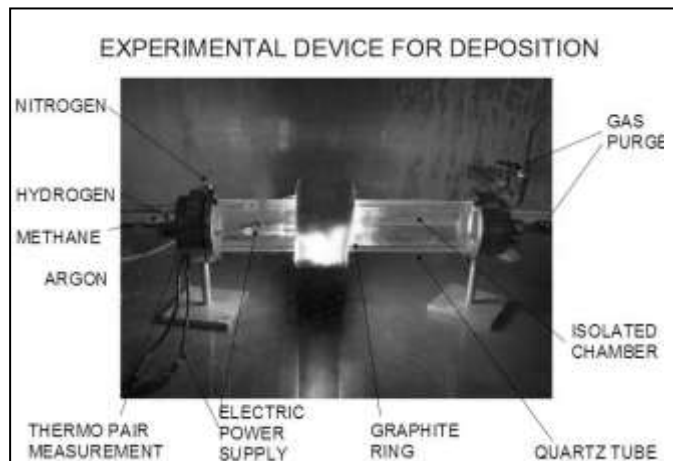 EXPERIMENTAL DEVICE FOR DEPOSITION
NITROGEN
HYDROGEN
METHANE
ARGON
THERMO PAIR
MEASUREMENT
ELECTRIC
POWER
SUPPLY
GRAPHITE
RING
GAS
PURGE
ISOLATED
CHAMBER
QUARTZ TUBE